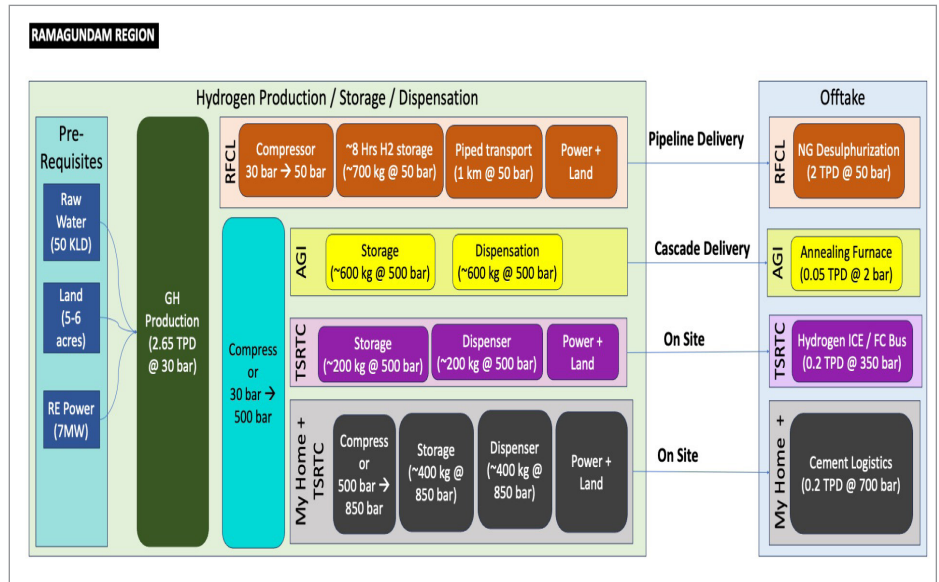 RAMAGUNDAM REGION
Hydrogen Production / Storage / Dispensation
Pre-
Requisites
Raw
Water
(50 KLD)
Land
(5-6
acres)
RE Power
(7MW)
GH
Production
(2.65 TPD
@ 30 bar)
RFCL
Compressor
30 bar → 50 bar
~8 Hrs H2 storage
(~700 kg @ 50 bar)
Piped transport
(1 km @ 50 bar)
Power +
Land
Compress
or
30 bar →
500 bar
AGI
Storage
(~600 kg @ 500 bar)
Dispensation
(~600 kg @ 500 bar)
TSRTC
Storage
(~200 kg @ 500 bar)
Dispenser
(~200 kg @ 500 bar)
Power +
Land
My Home +
TSRTC
Compress
or
500 bar →
850 bar
Storage
(~400 kg @
850 bar)
Dispenser
(~400 kg @
850 bar)
Power +
Land
Pipeline Delivery
Cascade Delivery
On Site
On Site
Offtake
RFCL
NG Desulphurization
(2 TPD @ 50 bar)
AGI
Annealing Furnace
(0.05 TPD @ 2 bar)
TSRTC
Hydrogen ICE / FC Bus
(0.2 TPD @ 350 bar)
My Home +
Cement Logistics
(0.2 TPD @ 700 bar)